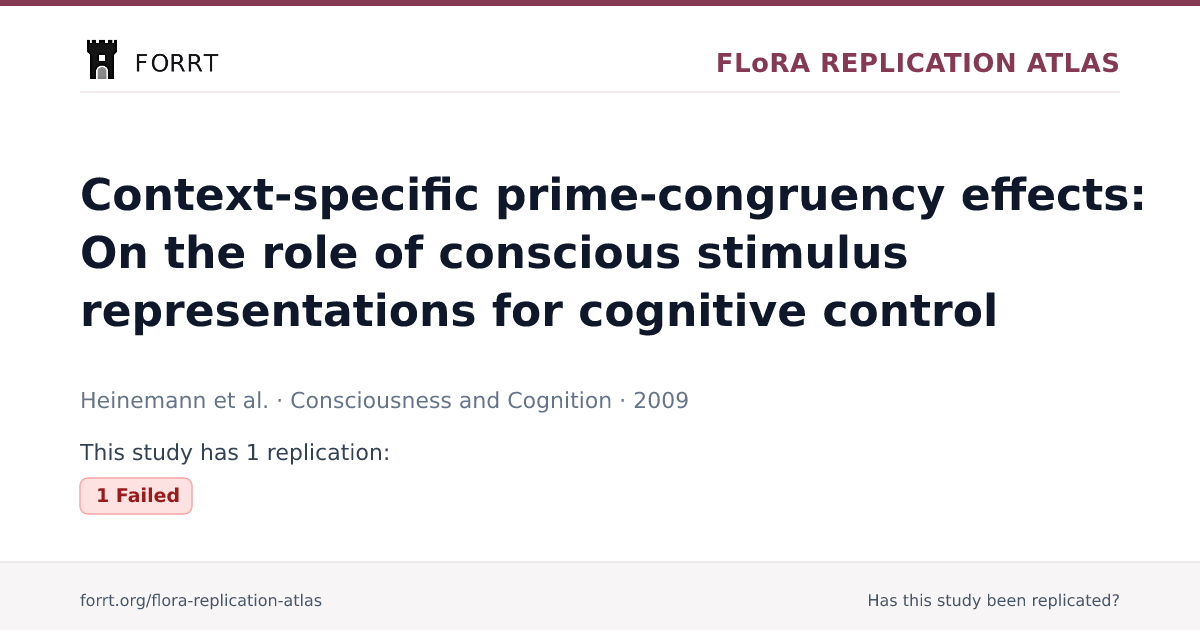 FORRT
FLoRA REPLICATION ATLAS
Context-specific prime-congruency effects:
On the role of conscious stimulus
representations for cognitive control
Heinemann et al. · Consciousness and Cognition · 2009
This study has 1 replication:
1 Failed
forrt.org/flora-replication-atlas
Has this study been replicated?